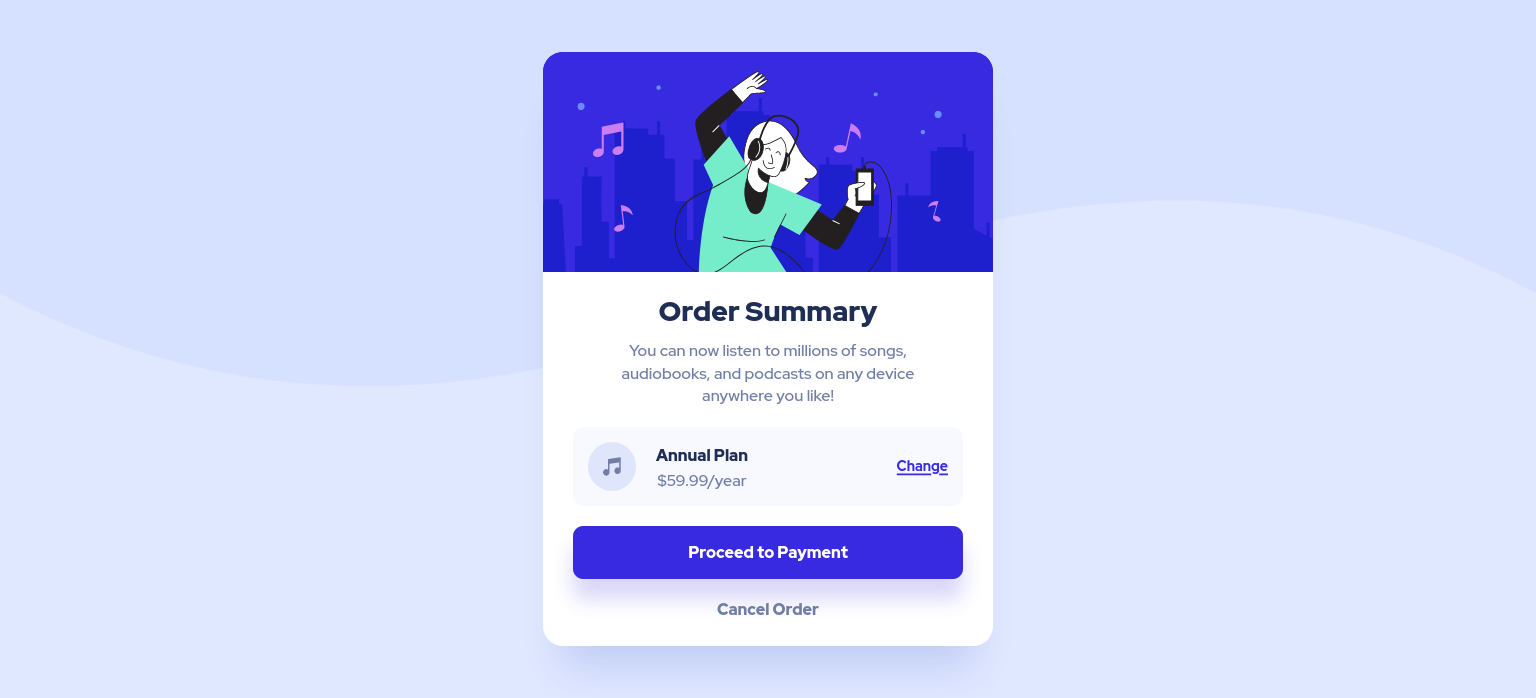 Order Summary
You can now listen to millions of songs,
audiobooks, and podcasts on any device
anywhere you like!
Annual Plan
$59.99/year
Change
Proceed to Payment
Cancel Order